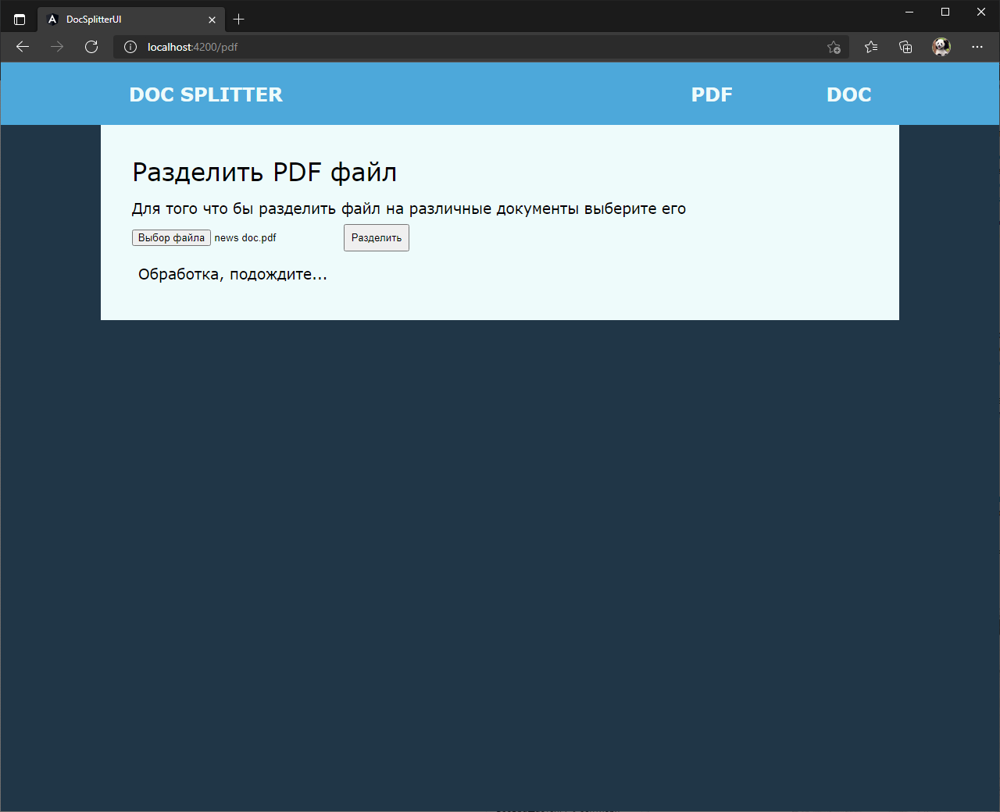 DocSplitterUI
localhost:4200/pdf
DOC SPLITTER PDF DOC
Разделить PDF файл
Для того что бы разделить файл на различные документы выберите его
Выбор файла news doc.pdf Разделить
Обработка, подождите...